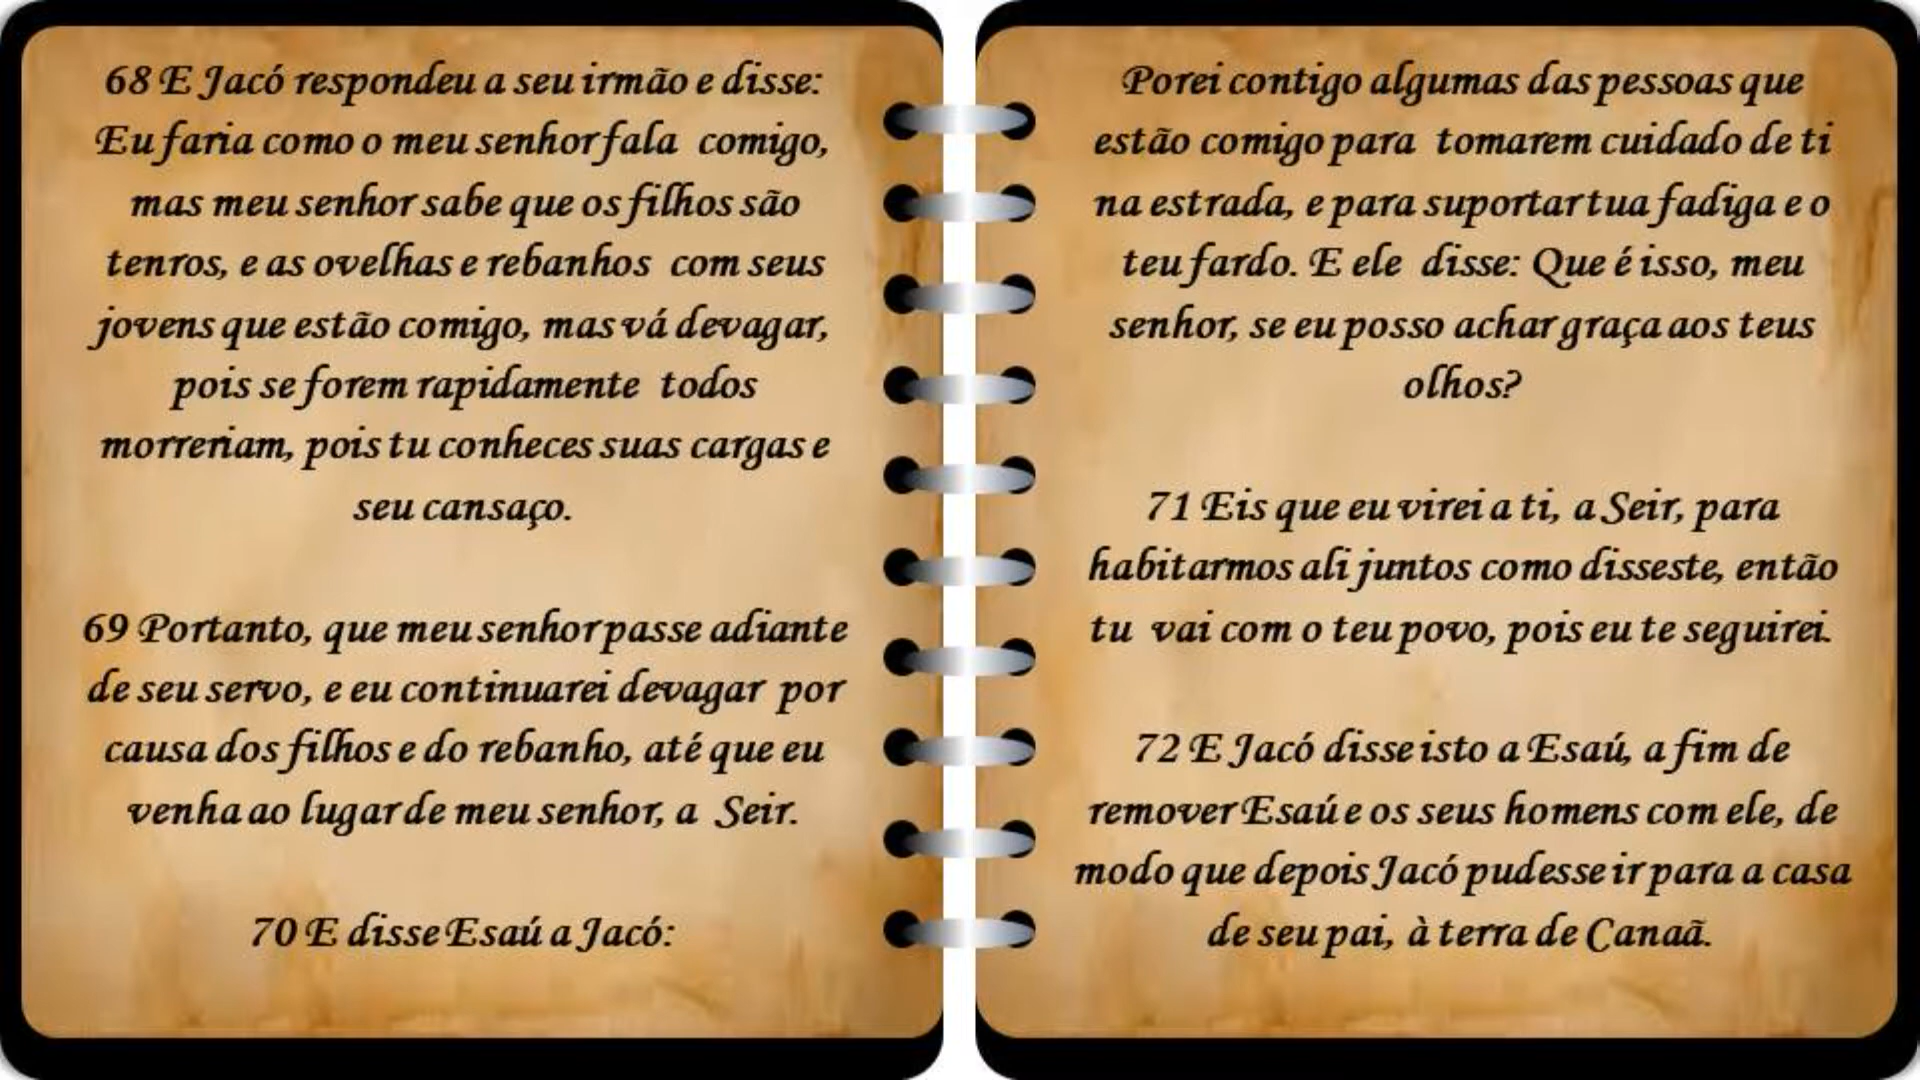 68 E Jacó respondeu a seu irmão e disse:
Eu faria como o meu senhor fala comigo,
mas meu senhor sabe que os filhos são
tenros, e as ovelhas e rebanhos com seus
jovens que estão comigo, mas vá devagar,
pois se forem rapidamente todos
morreriam, pois tu conheces suas cargas e
seu cansaço.
69 Portanto, que meu senhor passe adiante
de seu servo, e eu continuarei devagar por
causa dos filhos e do rebanho, até que eu
venha ao lugar de meu senhor, a Seir.
70 E disse Esaú a Jacó:
Porei contigo algumas das pessoas que
estão comigo para tomarem cuidado de ti
na estrada, e para suportar tua fadiga e o
teu fardo. E ele disse: Que é isso, meu
senhor, se eu posso achar graça aos teus
olhos?
71 Eis que eu virei a ti, a Seir, para
habitarmos ali juntos como disseste, então
tu vai com o teu povo, pois eu te seguirei.
72 E Jacó disse isto a Esaú, a fim de
remover Esaú e os seus homens com ele, de
modo que depois Jacó pudesse ir para a casa
de seu pai, à terra de Canaã.